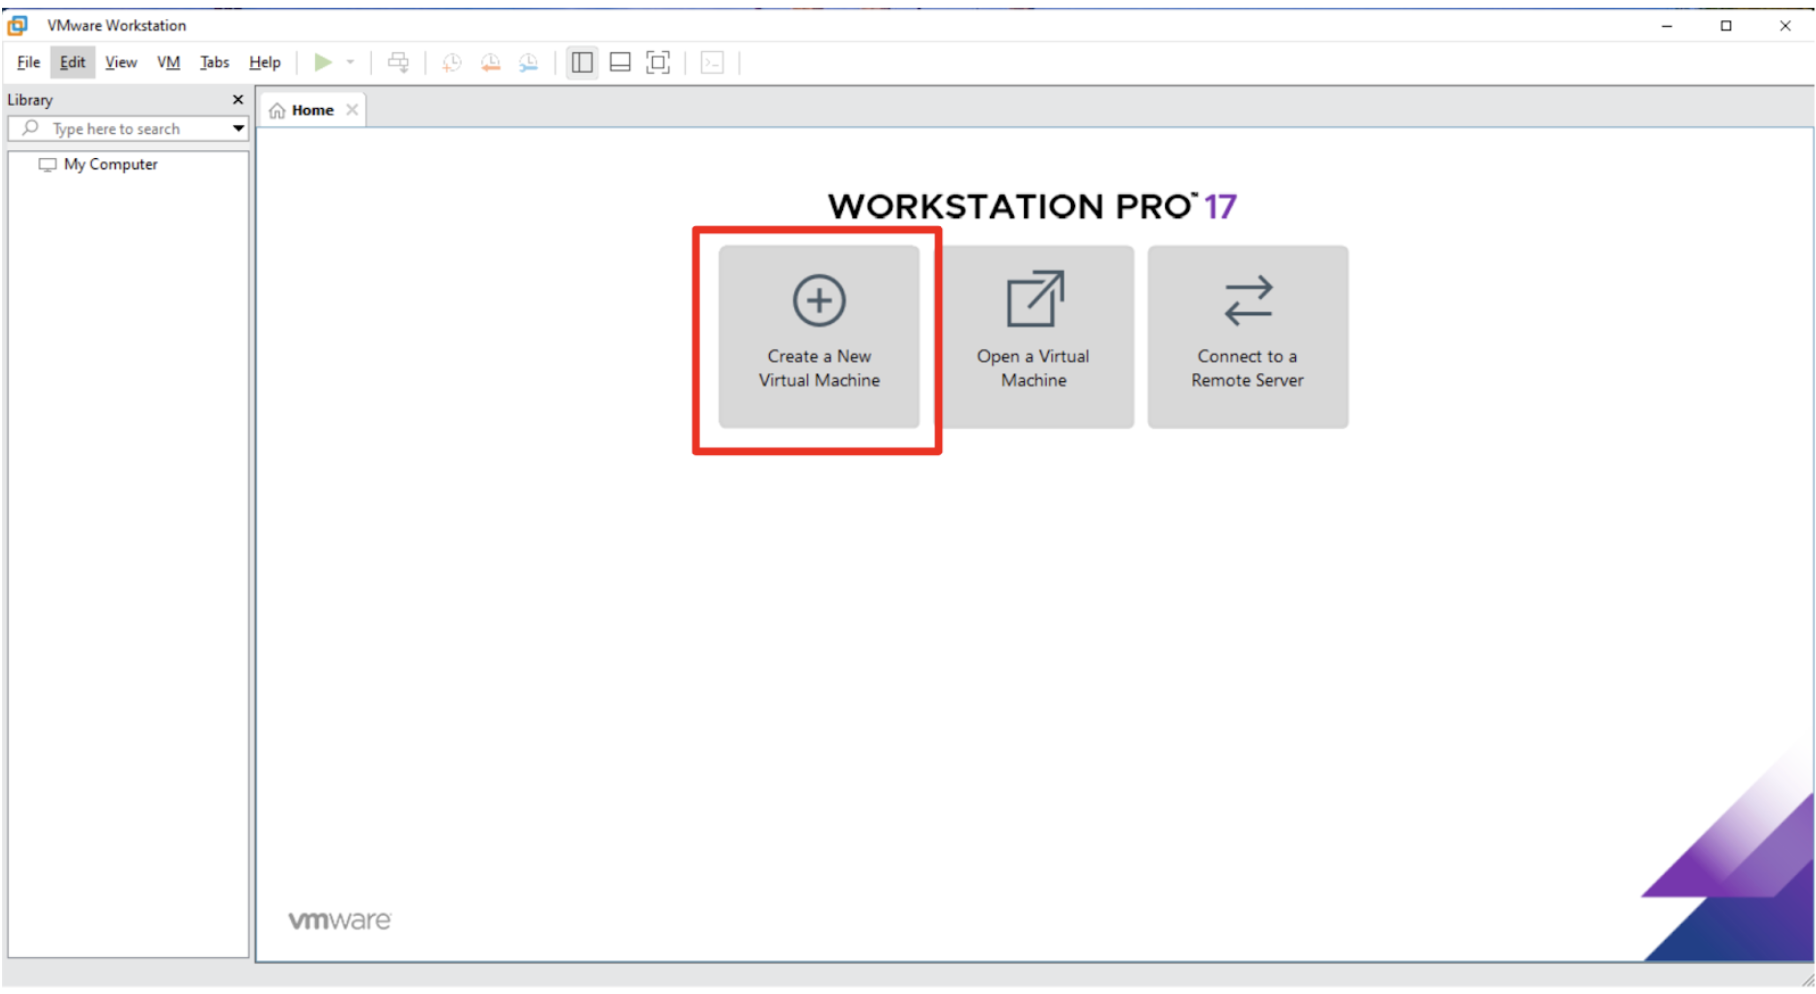 VMware Workstation
File Edit View VM Tabs Help
Library
Home
Type here to search
My Computer
WORKSTATION PRO™ 17
Create a New
Virtual Machine
Open a Virtual
Machine
Connect to a
Remote Server
vmware